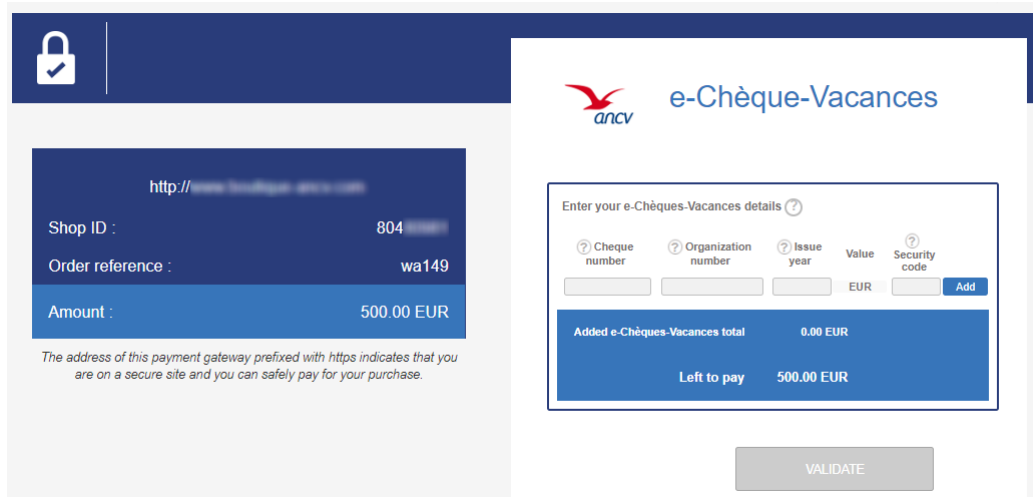 ancv
e-Chèque-Vacances
http://
Shop ID : 804
Order reference : wa149
Amount : 500.00 EUR
The address of this payment gateway prefixed with https indicates that you
are on a secure site and you can safely pay for your purchase.
Enter your e-Chèques-Vacances details ?
? Cheque
number
? Organization
number
? Issue
year
Value
?
Security
code
EUR
Add
Added e-Chèques-Vacances total 0.00 EUR
Left to pay 500.00 EUR
VALIDATE